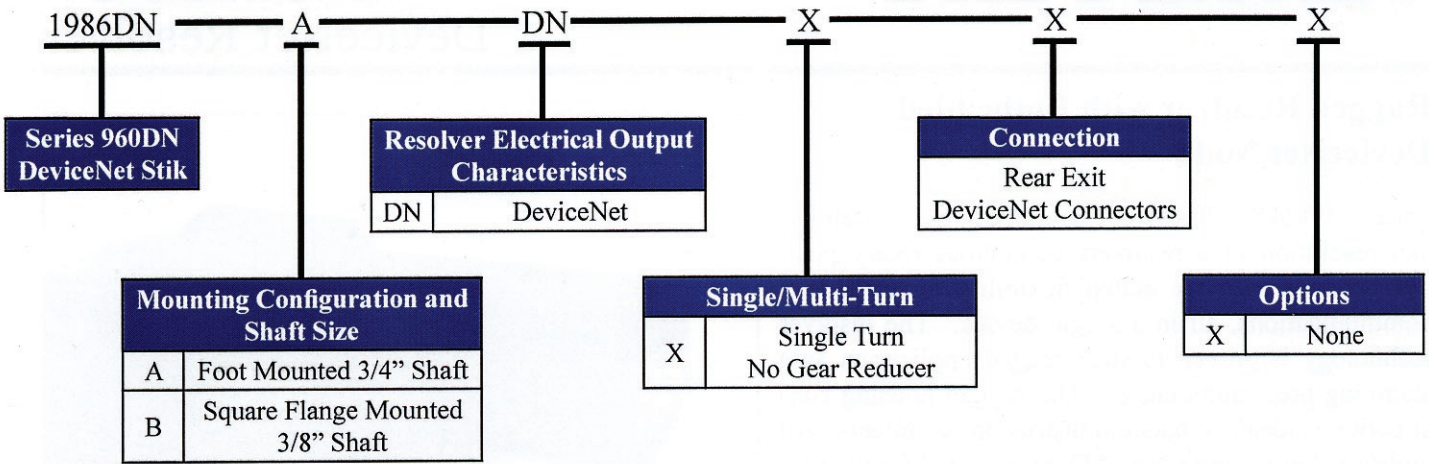 1986DN A DN X X X
Series 960DN
DeviceNet Stik
Resolver Electrical Output
Characteristics
DN DeviceNet
Connection
Rear Exit
DeviceNet Connectors
Mounting Configuration and
Shaft Size
A Foot Mounted 3/4” Shaft
B Square Flange Mounted
3/8” Shaft
Single/Multi-Turn
X Single Turn
No Gear Reducer
Options
X None